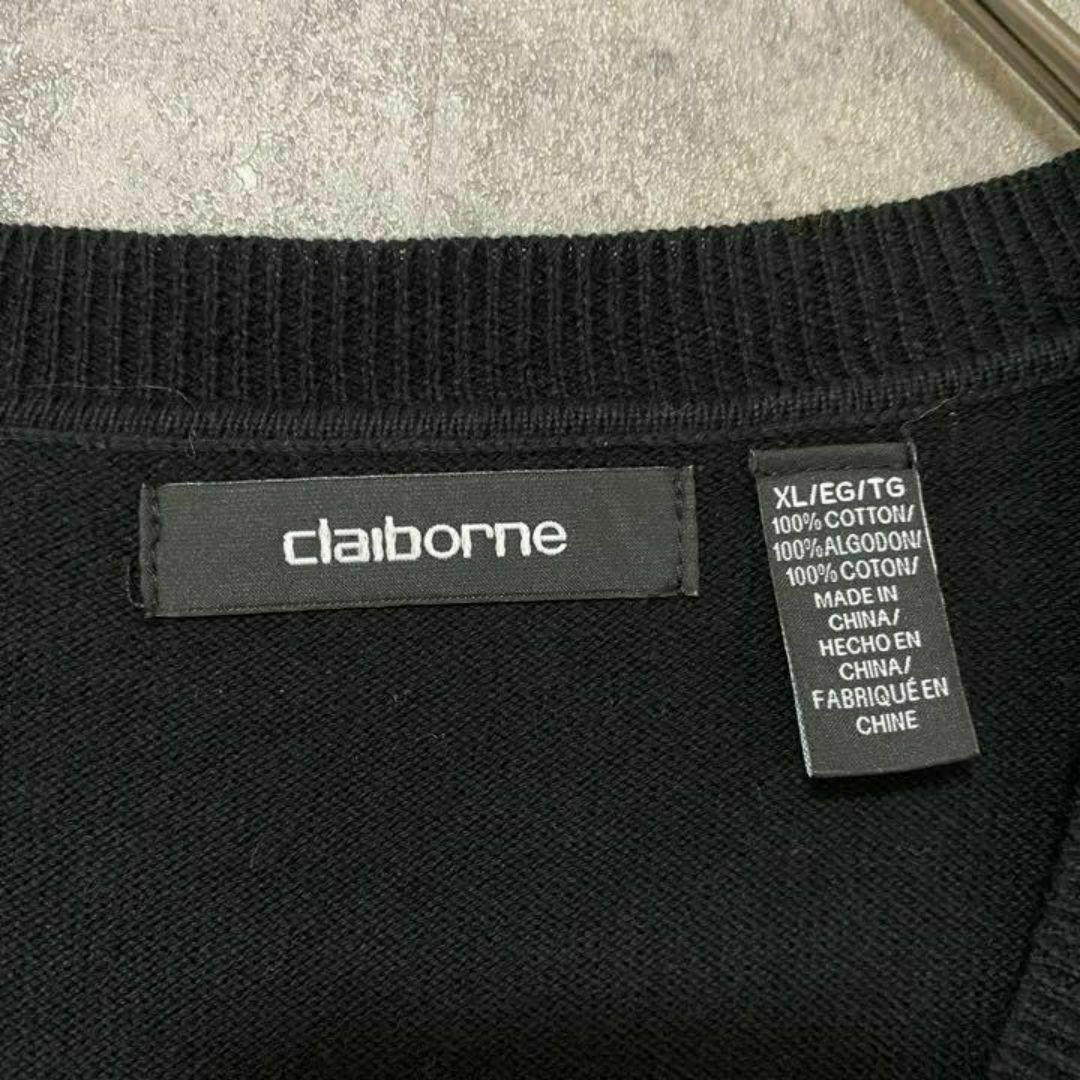 claiborne
XL/EG/TG
100% COTTON/
100% ALGODON/
100% COTON/
MADE IN
CHINA/
HECHO EN
CHINA/
FABRIQUÉ EN
CHINE